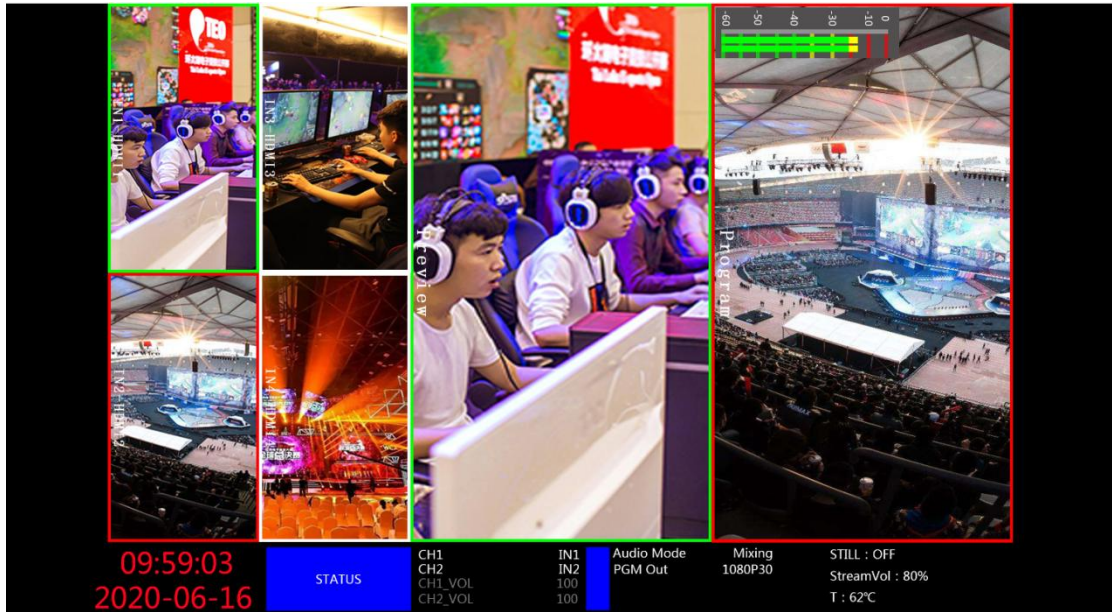 TEO
IN1-HDMI1
IN3-HDMI3
IN2-HDMI2
IN4-HDMI4
Preview
Program
-60
-50
-40
-30
-10
0
09:59:03
2020-06-16
STATUS
CH1 IN1
CH2 IN2
CH1_VOL 100
CH2_VOL 100
Audio Mode Mixing
PGM Out 1080P30
STILL : OFF
StreamVol : 80%
T : 62℃